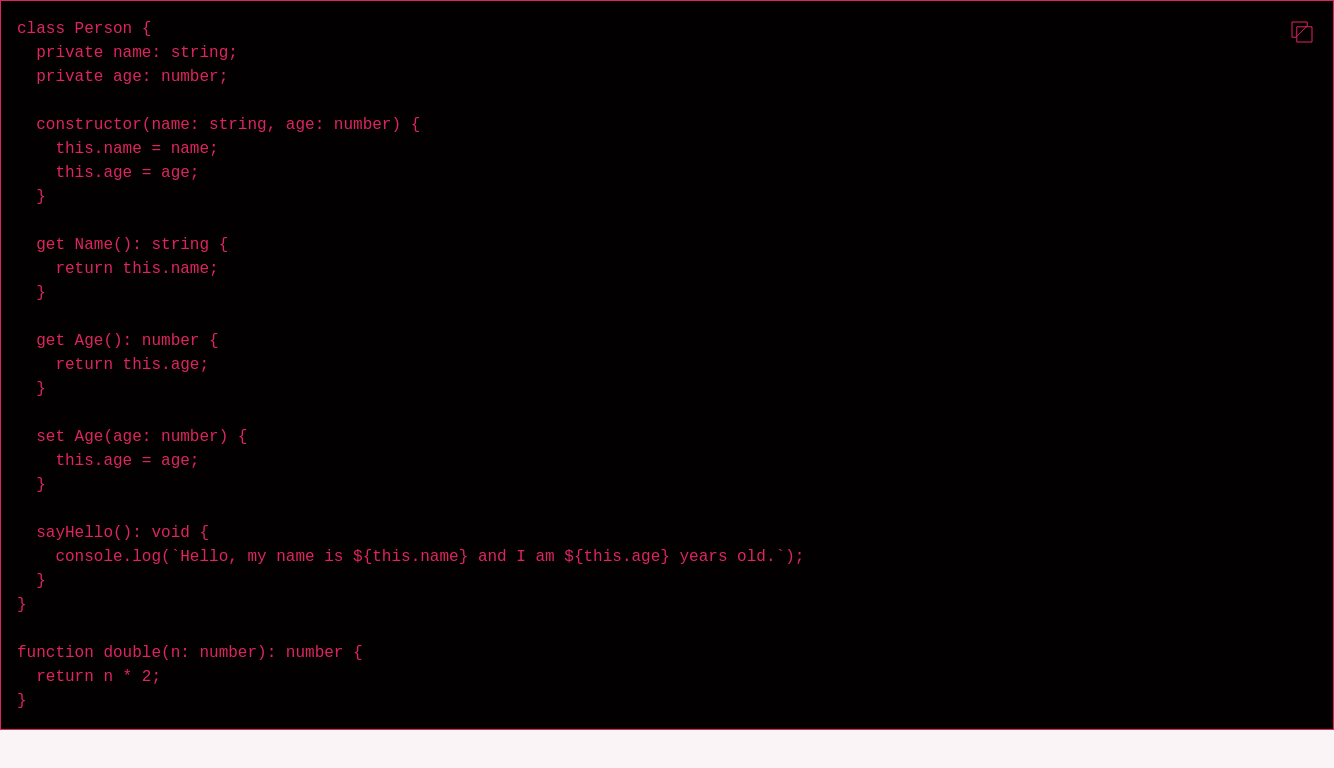 class Person {
  private name: string;
  private age: number;

  constructor(name: string, age: number) {
    this.name = name;
    this.age = age;
  }

  get Name(): string {
    return this.name;
  }

  get Age(): number {
    return this.age;
  }

  set Age(age: number) {
    this.age = age;
  }

  sayHello(): void {
    console.log(`Hello, my name is ${this.name} and I am ${this.age} years old.`);
  }
}

function double(n: number): number {
  return n * 2;
}